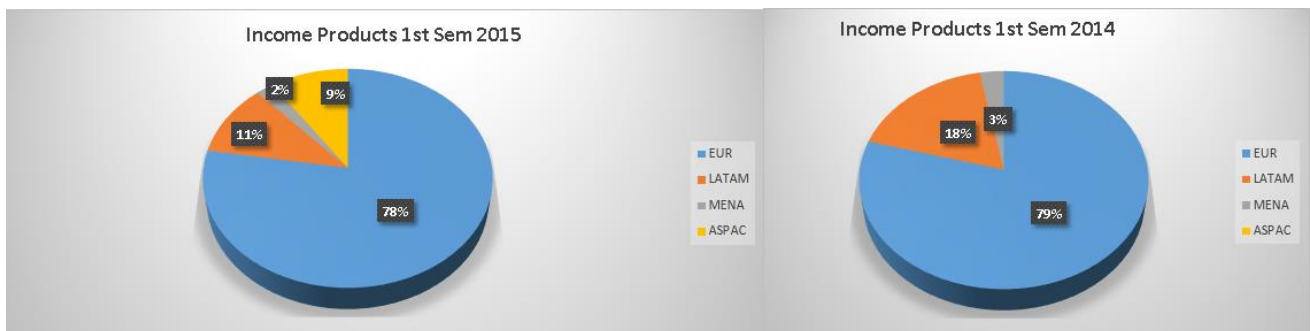 Income Products 1st Sem 2015
2%
9%
11%
78%
EUR
LATAM
MENA
ASPAC
Income Products 1st Sem 2014
3%
18%
79%
EUR
LATAM
MENA
ASPAC